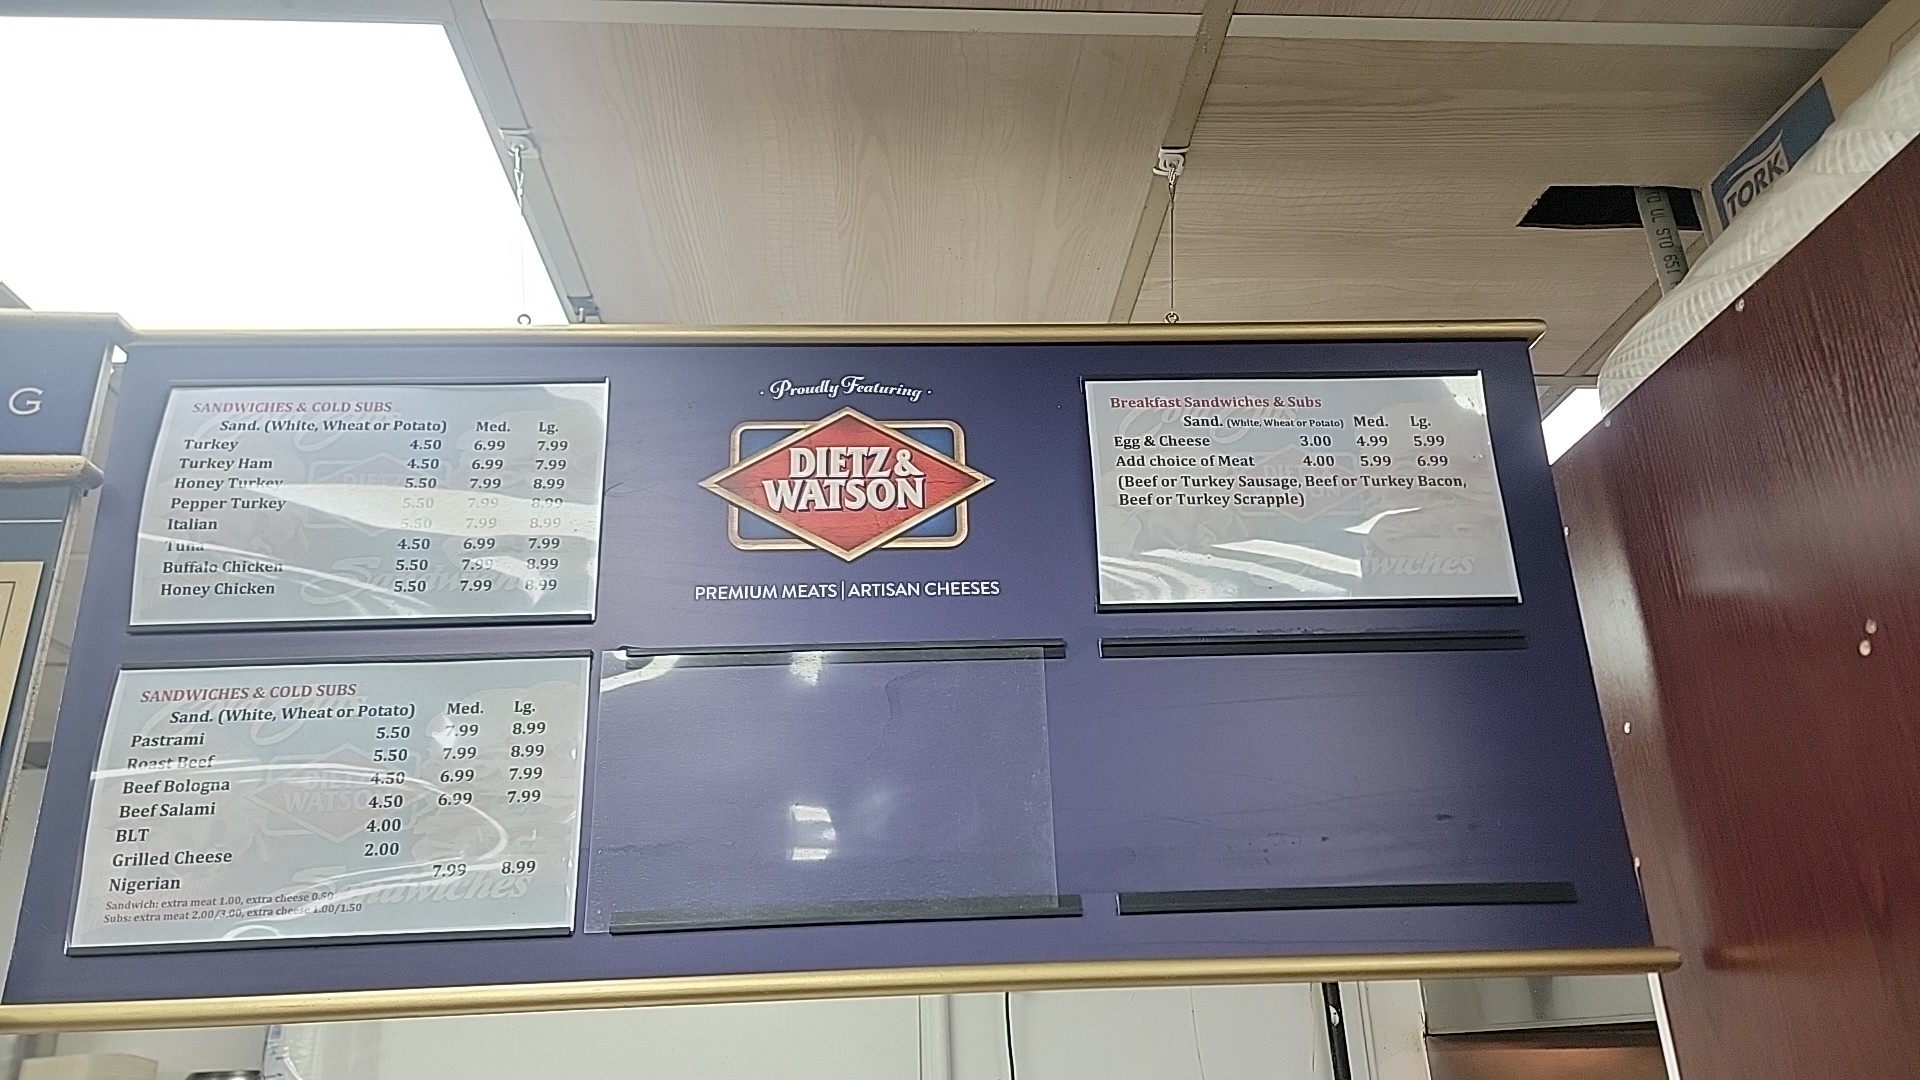 G
TORK
O UL STO 651
SANDWICHES & COLD SUBS
Sand. (White, Wheat or Potato) Med. Lg.
Turkey 4.50 6.99 7.99
Turkey Ham 4.50 6.99 7.99
Honey Turkey 5.50 7.99 8.99
Pepper Turkey 5.50 7.99 8.99
Italian 5.50 7.99 8.99
Tuna 4.50 6.99 7.99
Buffalo Chicken 5.50 7.99 8.99
Honey Chicken 5.50 7.99 8.99
· Proudly Featuring ·
DIETZ &
WATSON
PREMIUM MEATS | ARTISAN CHEESES
Breakfast Sandwiches & Subs
Sand. (White, Wheat or Potato) Med. Lg.
Egg & Cheese 3.00 4.99 5.99
Add choice of Meat 4.00 5.99 6.99
(Beef or Turkey Sausage, Beef or Turkey Bacon,
Beef or Turkey Scrapple)
Sandwiches
SANDWICHES & COLD SUBS
Sand. (White, Wheat or Potato) Med. Lg.
Pastrami 5.50 7.99 8.99
Roast Beef 5.50 7.99 8.99
Beef Bologna 4.50 6.99 7.99
Beef Salami 4.50 6.99 7.99
BLT 4.00
Grilled Cheese 2.00
Nigerian 7.99 8.99
Sandwich: extra meat 1.00, extra cheese 0.50
Subs: extra meat 2.00/3.00, extra cheese 1.00/1.50